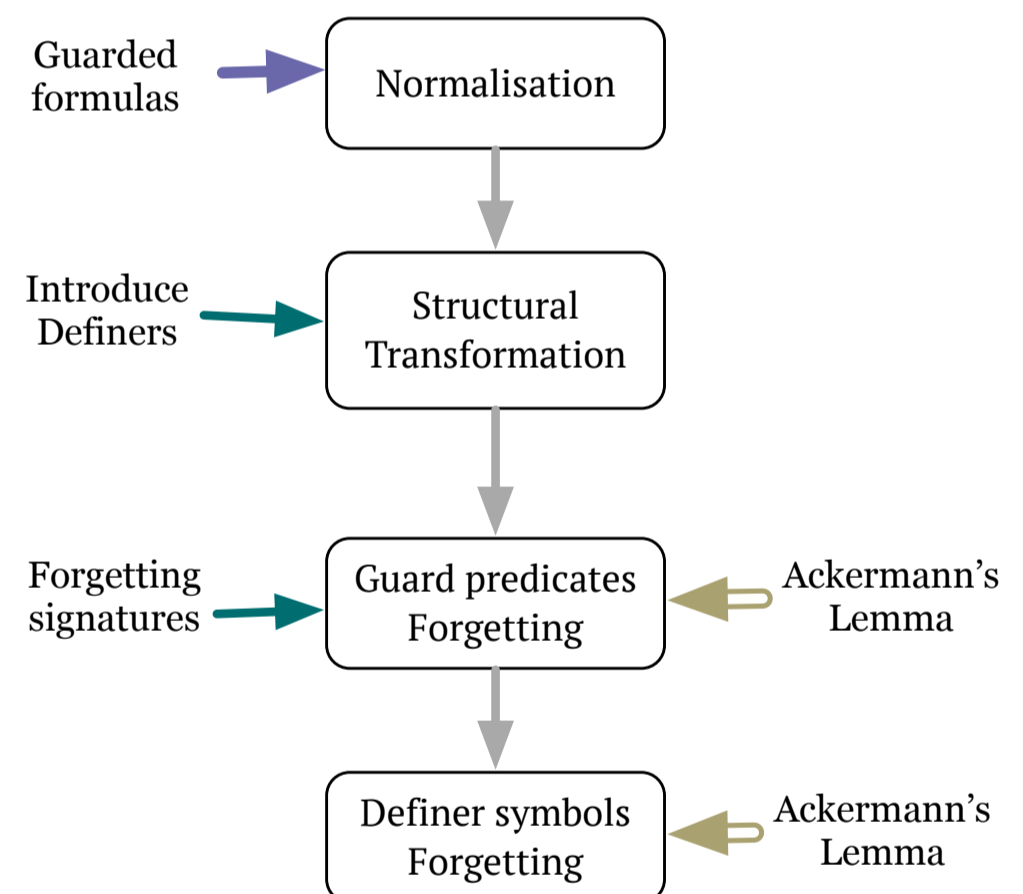 Guarded
formulas
Normalisation
Introduce
Definers
Structural
Transformation
Forgetting
signatures
Guard predicates
Forgetting
Ackermann’s
Lemma
Definer symbols
Forgetting
Ackermann’s
Lemma